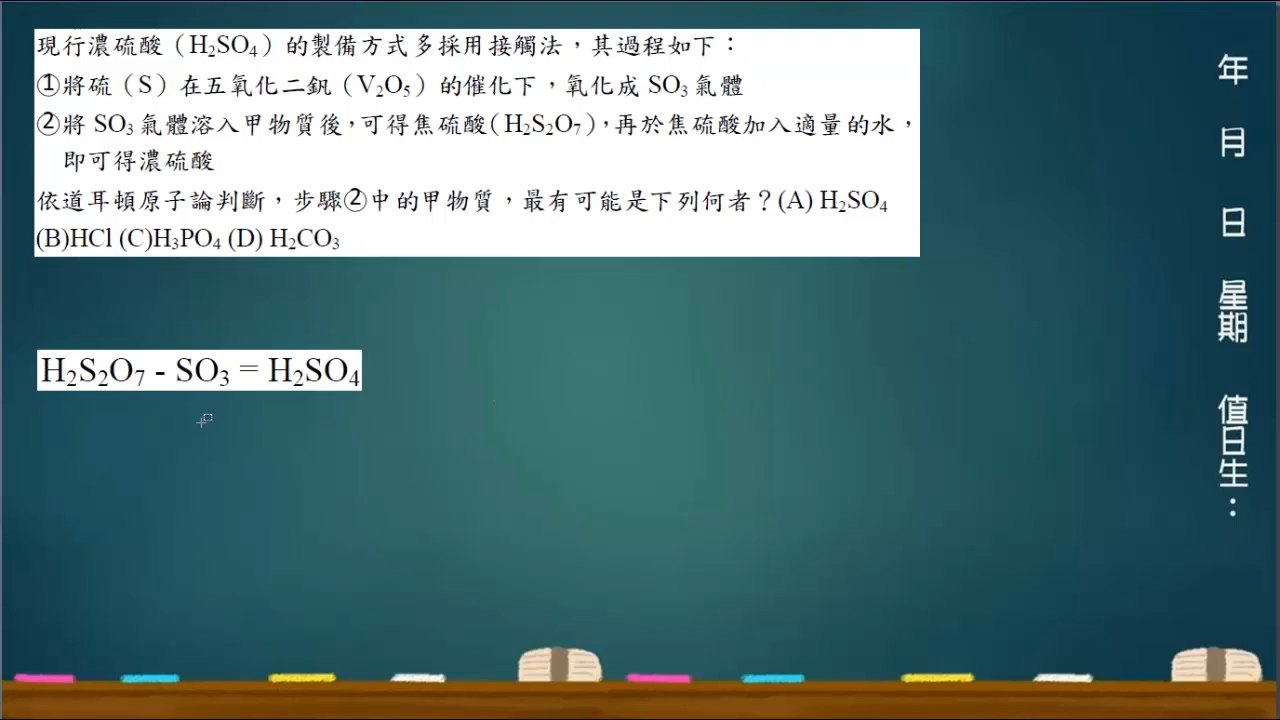 現行濃硫酸（H₂SO₄）的製備方式多採用接觸法，其過程如下：
①將硫（S）在五氧化二釩（V₂O₅）的催化下，氧化成 SO₃ 氣體
②將 SO₃ 氣體溶入甲物質後，可得焦硫酸（H₂S₂O₇），再於焦硫酸加入適量的水，
即可得濃硫酸
依道耳頓原子論判斷，步驟②中的甲物質，最有可能是下列何者？(A) H₂SO₄
(B)HCl (C)H₃PO₄ (D) H₂CO₃
H₂S₂O₇ - SO₃ = H₂SO₄
年 月 日 星期 值日生：